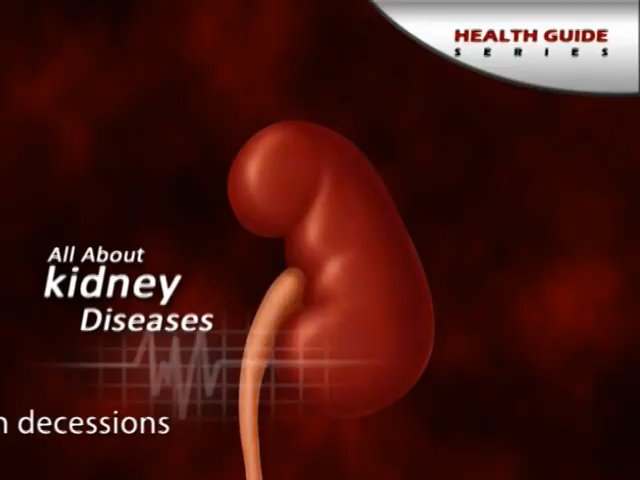 HEALTH GUIDE
SERIES
All About
kidney
Diseases
decessions